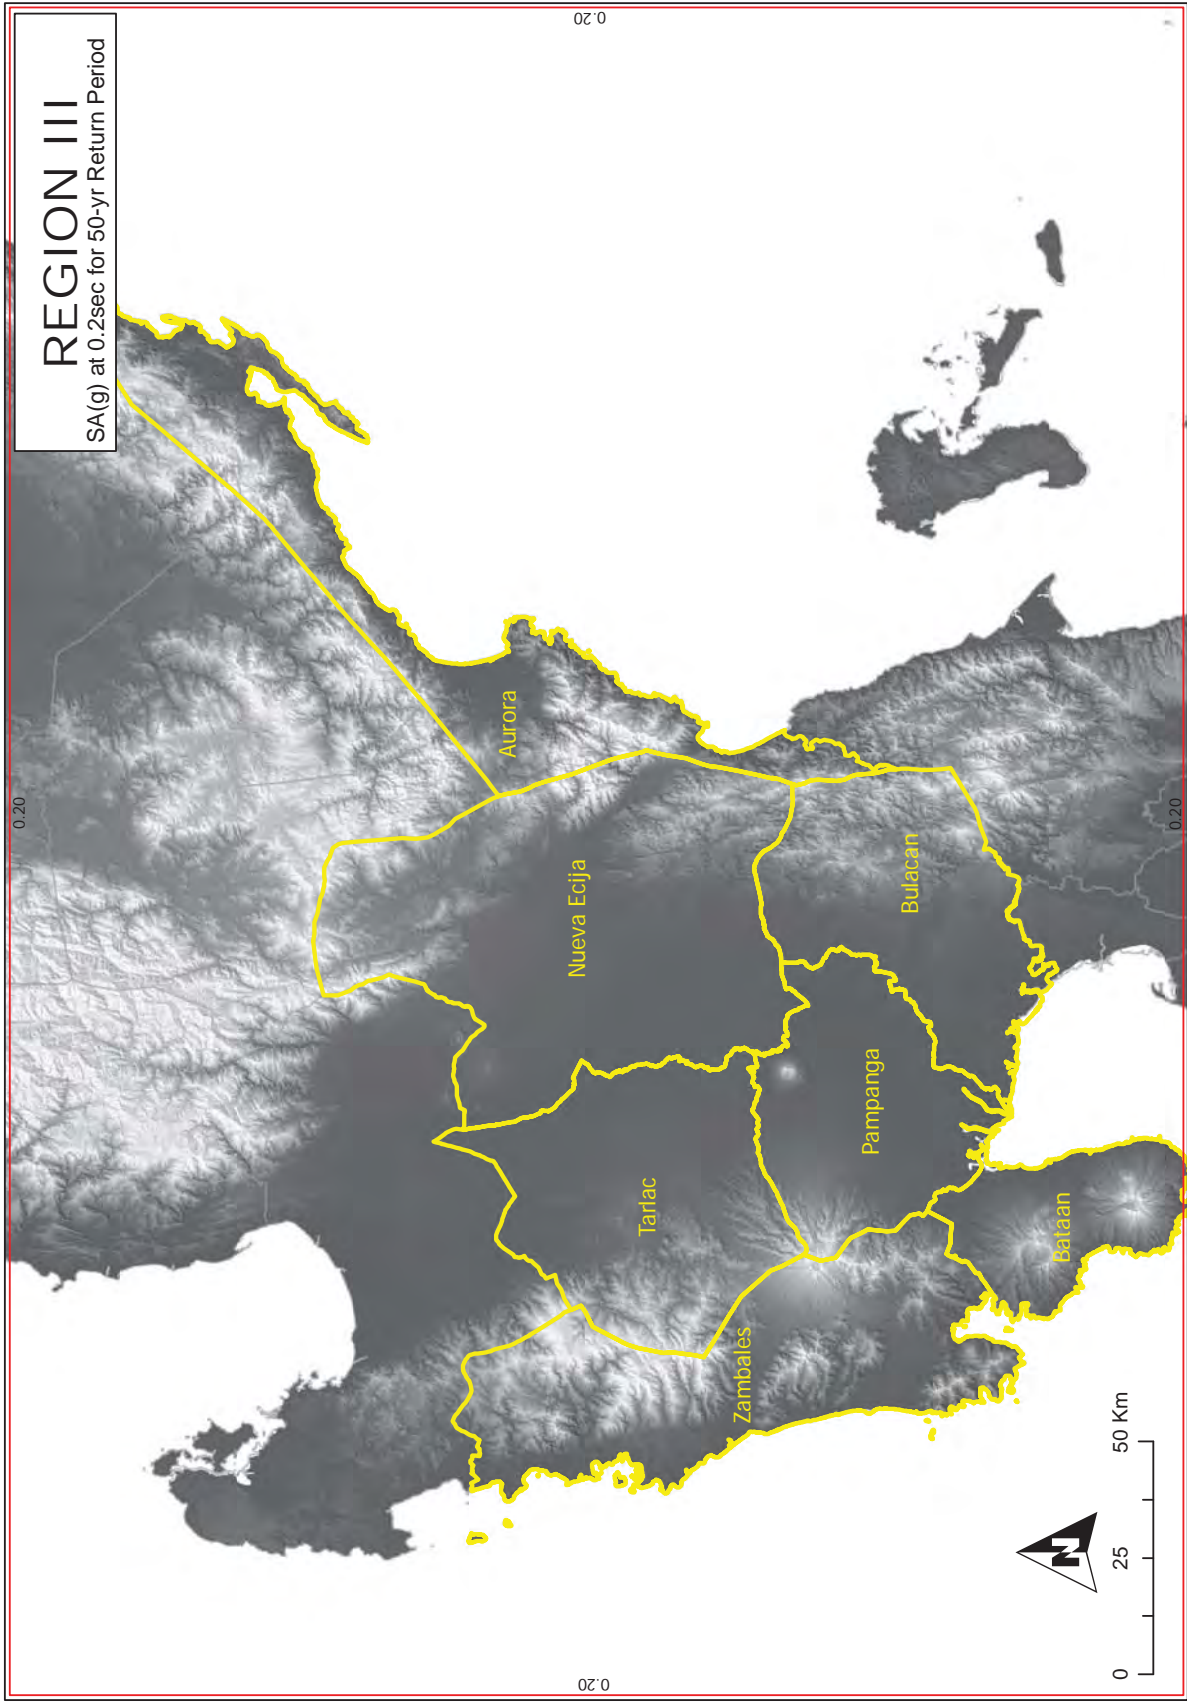 REGION III
SA(g) at 0.2sec for 50-yr Return Period
0.20
0.20
0.20
0.20
Aurora
Nueva Ecija
Tarlac
Zambales
Pampanga
Bulacan
Bataan
N
0 25 50 Km